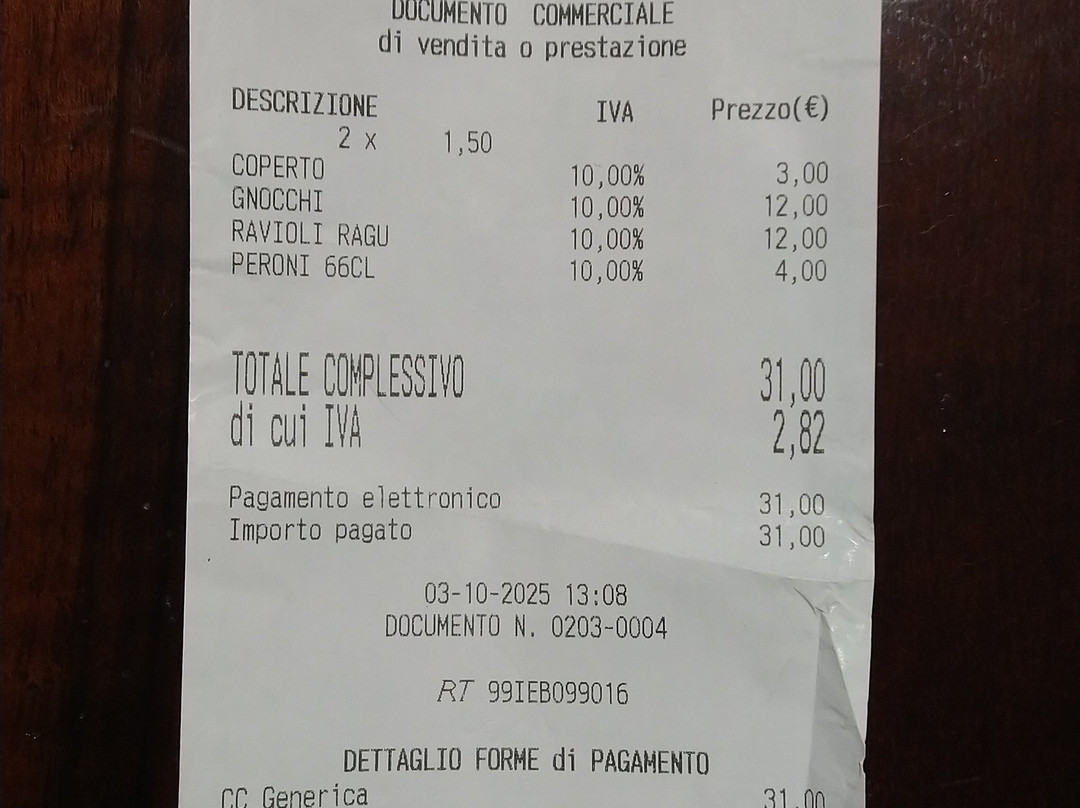 DOCUMENTO COMMERCIALE
di vendita o prestazione
DESCRIZIONE IVA Prezzo(€)
2 x 1,50
COPERTO 10,00% 3,00
GNOCCHI 10,00% 12,00
RAVIOLI RAGU 10,00% 12,00
PERONI 66CL 10,00% 4,00
TOTALE COMPLESSIVO 31,00
di cui IVA 2,82
Pagamento elettronico 31,00
Importo pagato 31,00
03-10-2025 13:08
DOCUMENTO N. 0203-0004
RT 99IEB099016
DETTAGLIO FORME di PAGAMENTO
CC Generica 31,00